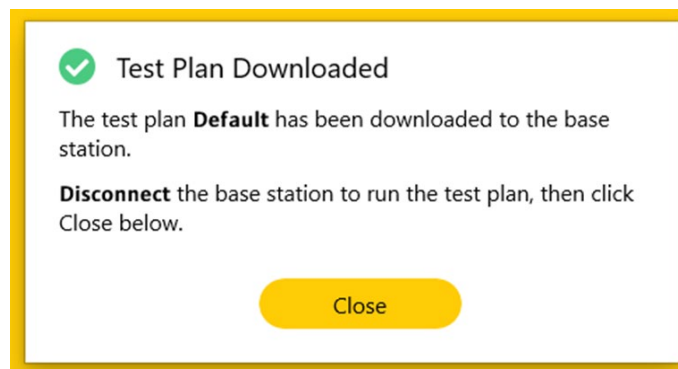 Test Plan Downloaded
The test plan Default has been downloaded to the base
station.
Disconnect the base station to run the test plan, then click
Close below.
Close